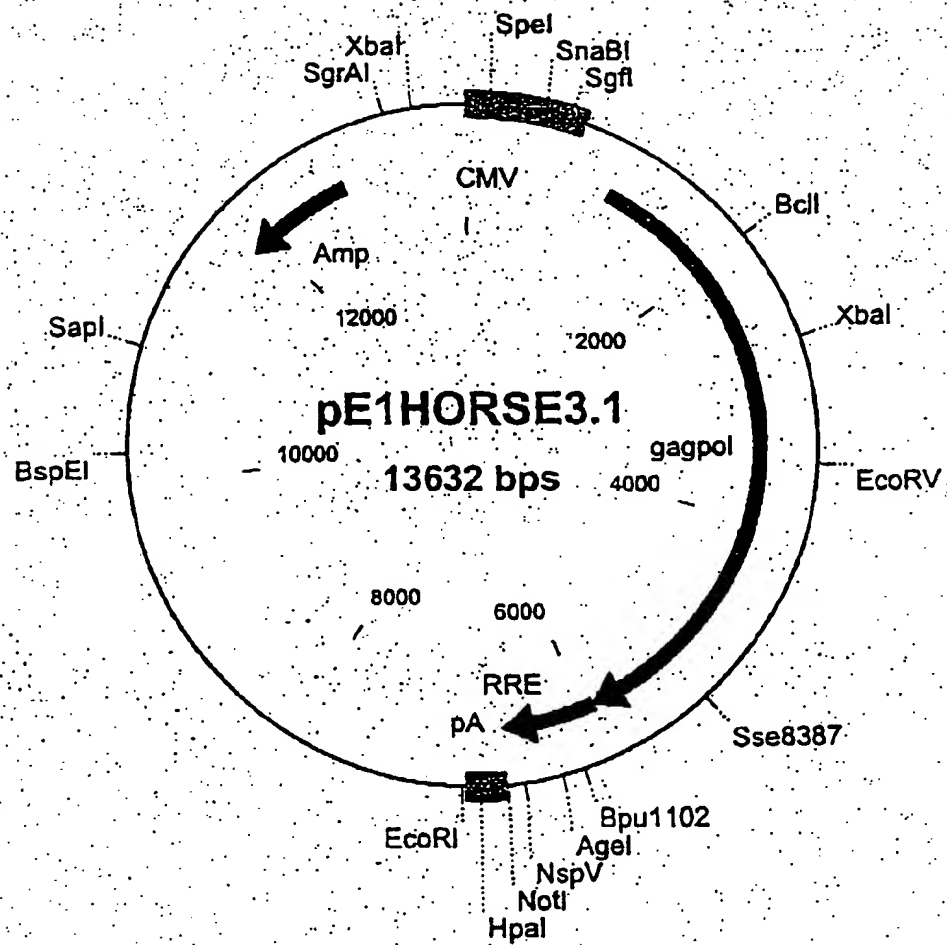 SpeI
XbaI
SnaBI
SgrAI
SgfI
CMV
BclI
Amp
12000
2000
XbaI
SapI
pE1HORSE3.1
gagpol
BspEI
10000
13632 bps
4000
EcoRV
8000
6000
RRE
pA
Sse8387
Bpu1102
EcoRI
AgeI
NspV
NotI
HpaI